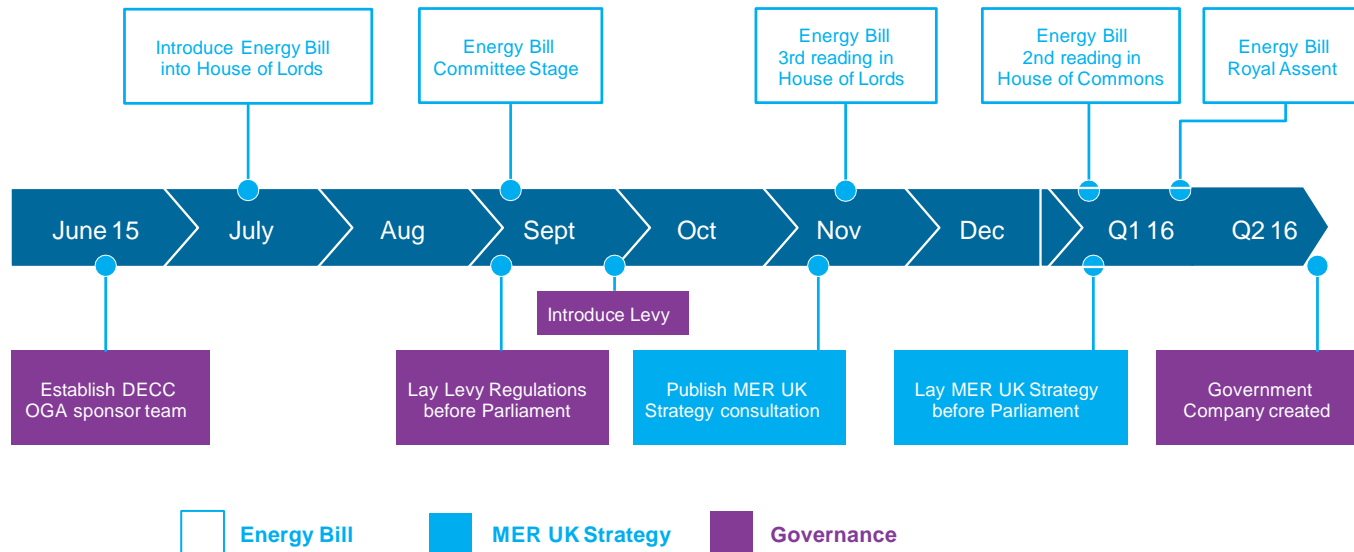 Introduce Energy Bill
into House of Lords
Energy Bill
Committee Stage
Energy Bill
3rd reading in
House of Lords
Energy Bill
2nd reading in
House of Commons
Energy Bill
Royal Assent
June 15
July
Aug
Sept
Oct
Nov
Dec
Q1 16
Q2 16
Introduce Levy
Establish DECC
OGA sponsor team
Lay Levy Regulations
before Parliament
Publish MER UK
Strategy consultation
Lay MER UK Strategy
before Parliament
Government
Company created
Energy Bill
MER UK Strategy
Governance